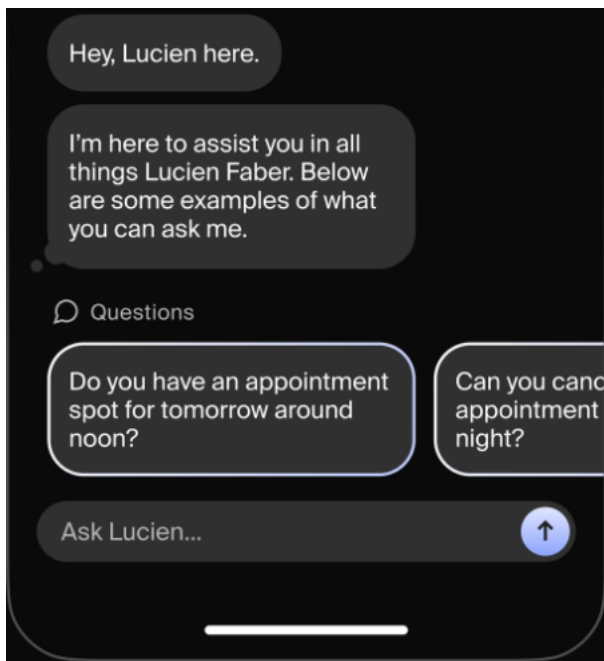 Hey, Lucien here.
I'm here to assist you in all
things Lucien Faber. Below
are some examples of what
you can ask me.
Questions
Do you have an appointment
spot for tomorrow around
noon?
Can you canc
appointment
night?
Ask Lucien...